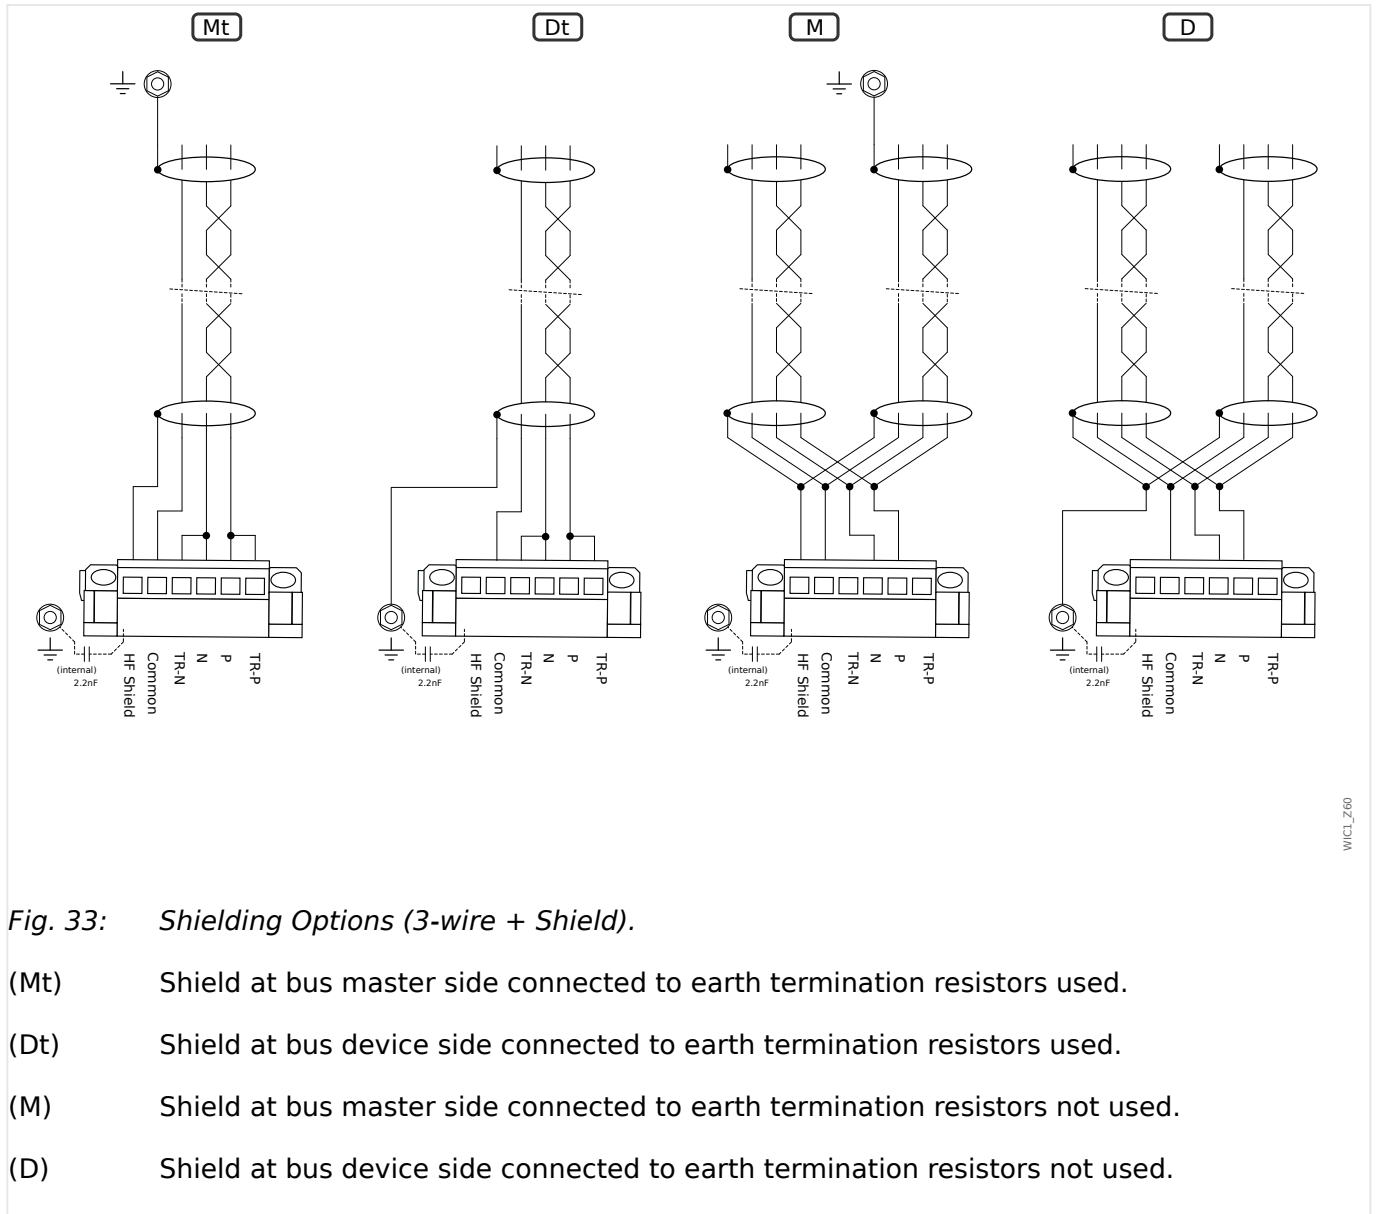 Mt Dt M D
(internal) (internal) (internal) (internal)
2.2nF 2.2nF 2.2nF 2.2nF
HF Shield Common TR-N N P TR-P
HF Shield Common TR-N N P TR-P
HF Shield Common TR-N N P TR-P
HF Shield Common TR-N N P TR-P
WIC1_Z60
Fig. 33: Shielding Options (3-wire + Shield).
(Mt) Shield at bus master side connected to earth termination resistors used.
(Dt) Shield at bus device side connected to earth termination resistors used.
(M) Shield at bus master side connected to earth termination resistors not used.
(D) Shield at bus device side connected to earth termination resistors not used.